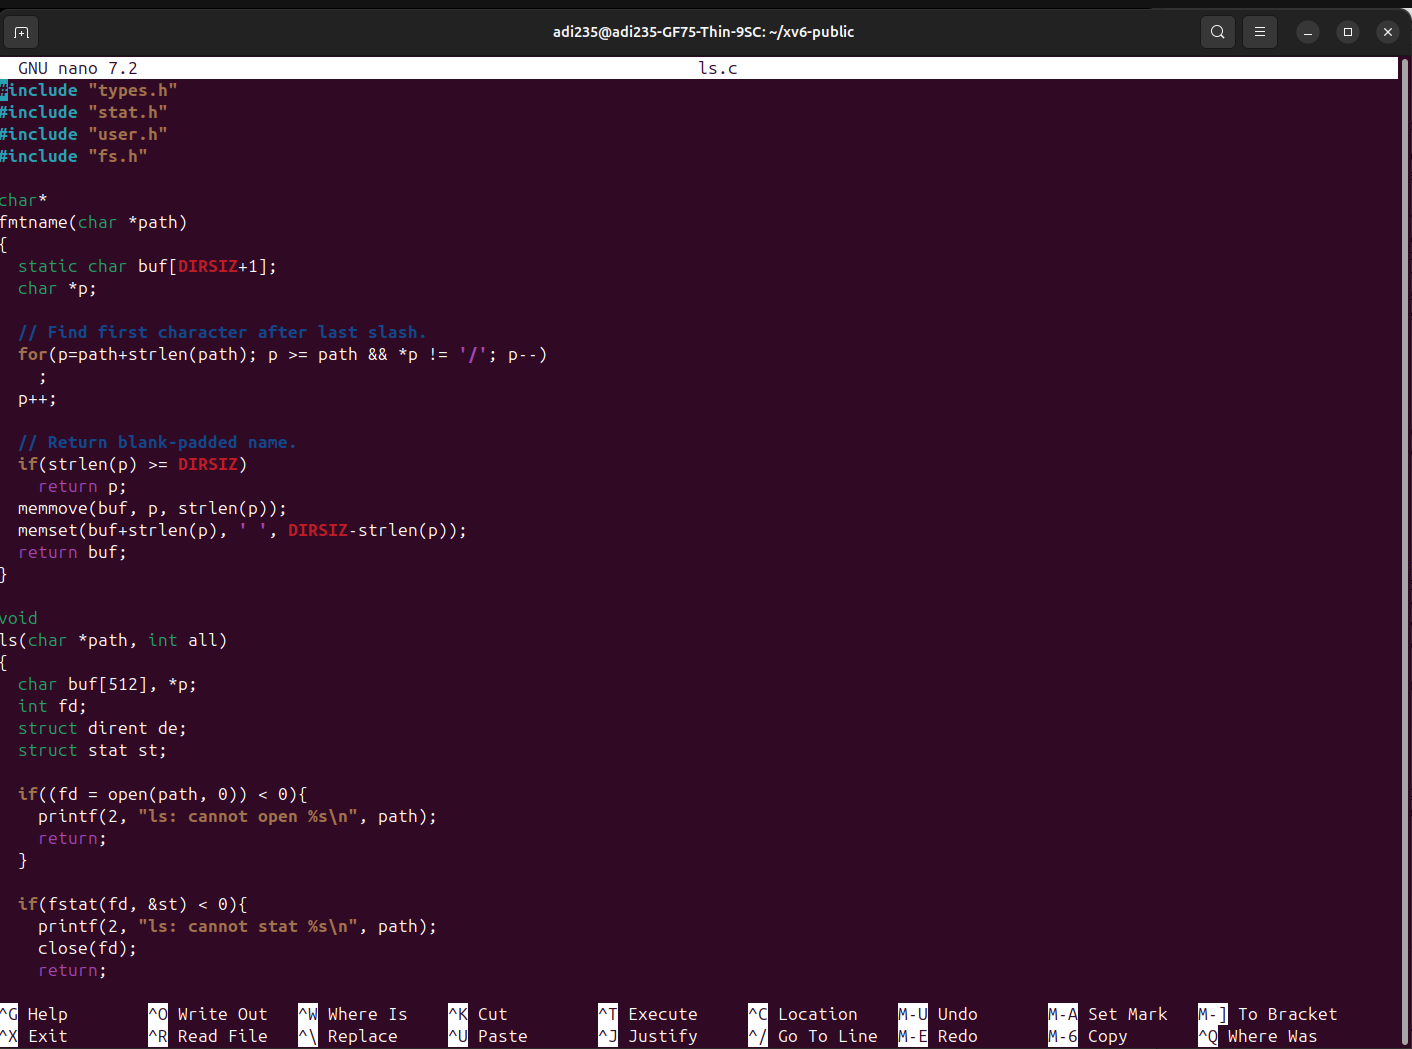 adi235@adi235-GF75-Thin-9SC: ~/xv6-public
GNU nano 7.2 ls.c
#include "types.h"
#include "stat.h"
#include "user.h"
#include "fs.h"
char*
fmtname(char *path)
{
  static char buf[DIRSIZ+1];
  char *p;
  // Find first character after last slash.
  for(p=path+strlen(path); p >= path && *p != '/'; p--)
    ;
  p++;
  // Return blank-padded name.
  if(strlen(p) >= DIRSIZ)
    return p;
  memmove(buf, p, strlen(p));
  memset(buf+strlen(p), ' ', DIRSIZ-strlen(p));
  return buf;
}
void
ls(char *path, int all)
{
  char buf[512], *p;
  int fd;
  struct dirent de;
  struct stat st;
  if((fd = open(path, 0)) < 0){
    printf(2, "ls: cannot open %s\n", path);
    return;
  }
  if(fstat(fd, &st) < 0){
    printf(2, "ls: cannot stat %s\n", path);
    close(fd);
    return;
^G Help ^O Write Out ^W Where Is ^K Cut ^T Execute ^C Location M-U Undo M-A Set Mark M-] To Bracket
^X Exit ^R Read File ^\ Replace ^U Paste ^J Justify ^/ Go To Line M-E Redo M-6 Copy ^Q Where Was